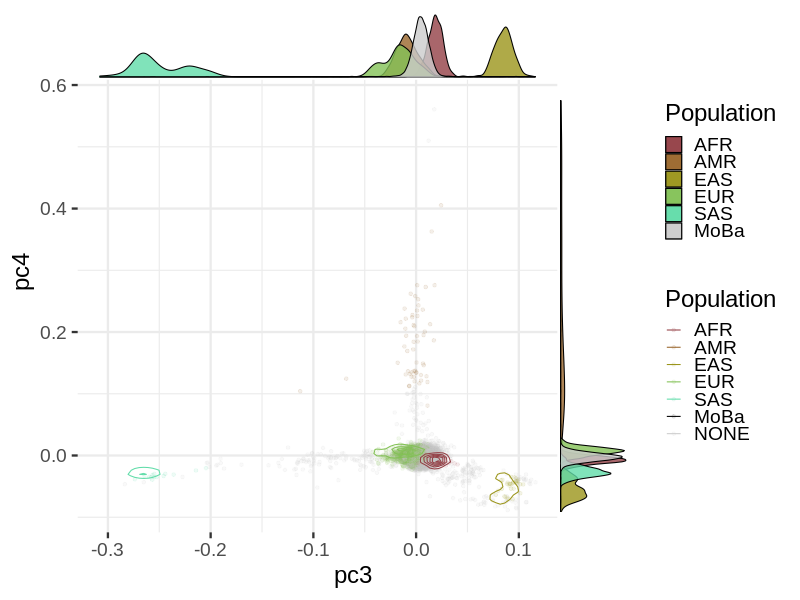 0.6
0.4
0.2
0.0
pc4
-0.3
-0.2
-0.1
0.0
0.1
pc3
Population
AFR
AMR
EAS
EUR
SAS
MoBa
Population
AFR
AMR
EAS
EUR
SAS
MoBa
NONE